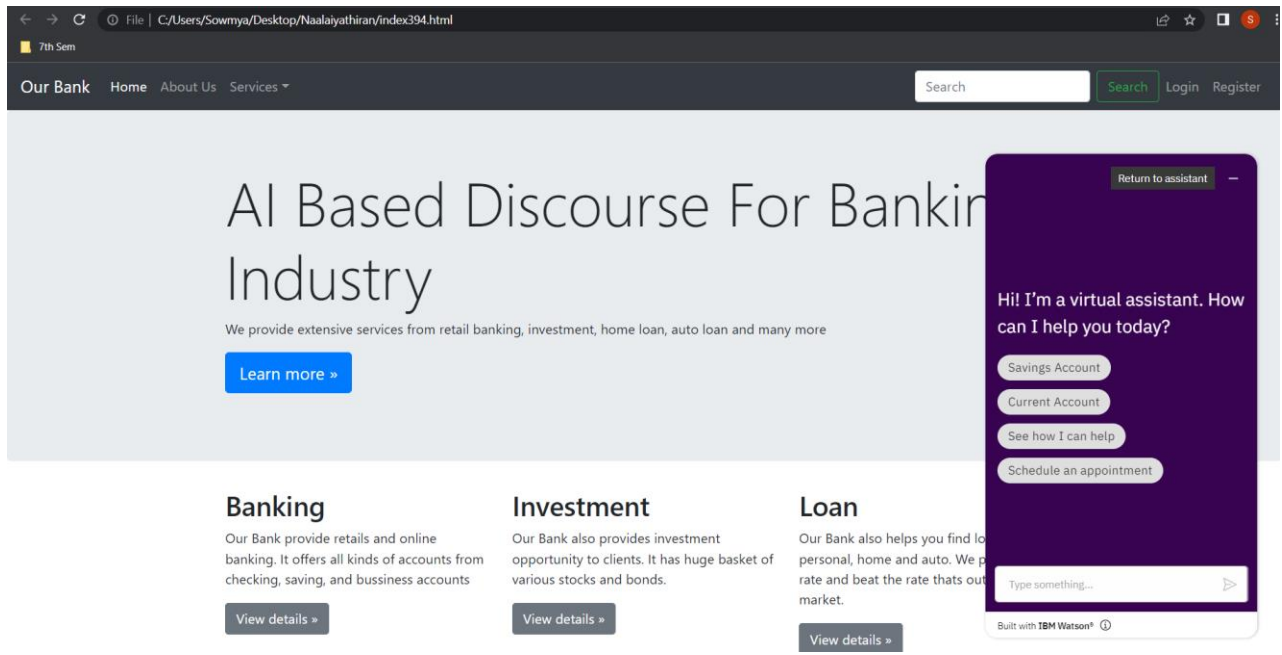 File | C:/Users/Sowmya/Desktop/Naalaiyathiran/index394.html
S
7th Sem
Our Bank Home About Us Services Search Search Login Register
AI Based Discourse For Bankin
Industry
We provide extensive services from retail banking, investment, home loan, auto loan and many more
Learn more »
Return to assistant
Hi! I'm a virtual assistant. How
can I help you today?
Savings Account
Current Account
See how I can help
Schedule an appointment
Type something...
Built with IBM Watson®
Banking
Our Bank provide retails and online
banking. It offers all kinds of accounts from
checking, saving, and bussiness accounts
View details »
Investment
Our Bank also provides investment
opportunity to clients. It has huge basket of
various stocks and bonds.
View details »
Loan
Our Bank also helps you find lo
personal, home and auto. We p
rate and beat the rate thats out
market.
View details »